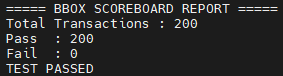 ===== BBOX SCOREBOARD REPORT =====
Total Transactions : 200
Pass  : 200
Fail  : 0
TEST PASSED